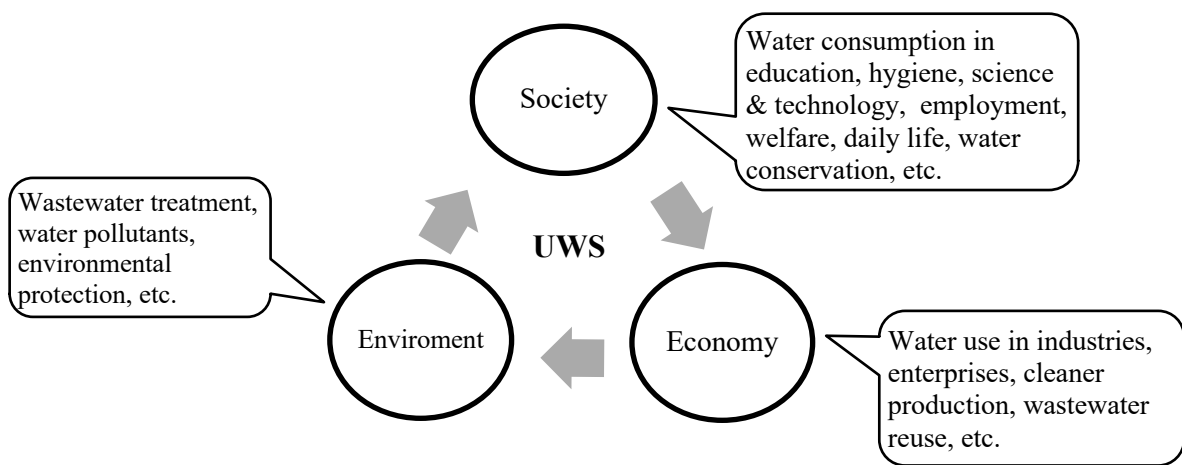 Society
Water consumption in
education, hygiene, science
& technology, employment,
welfare, daily life, water
conservation, etc.
Wastewater treatment,
water pollutants,
environmental
protection, etc.
UWS
Enviroment
Economy
Water use in industries,
enterprises, cleaner
production, wastewater
reuse, etc.